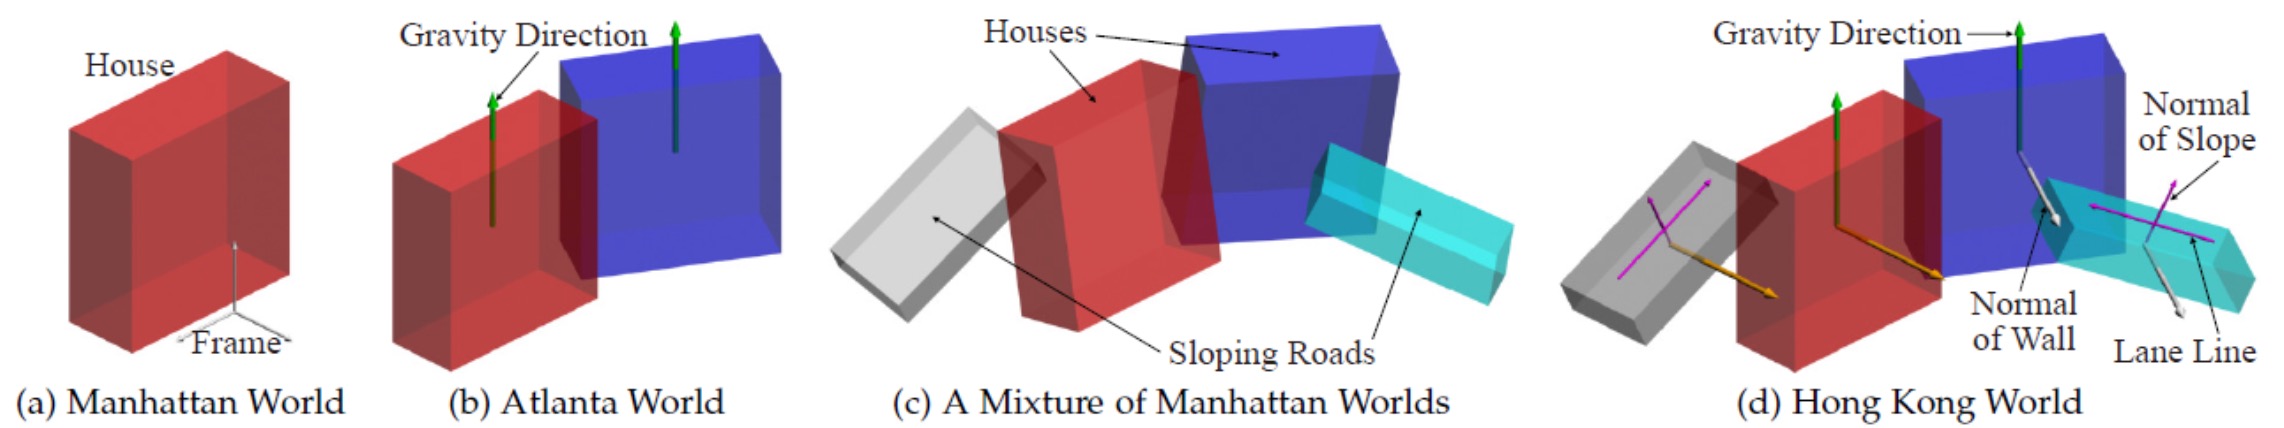 House
Frame
(a) Manhattan World
Gravity Direction
(b) Atlanta World
Houses
Sloping Roads
(c) A Mixture of Manhattan Worlds
Gravity Direction
Normal
of Slope
Normal
of Wall
Lane Line
(d) Hong Kong World